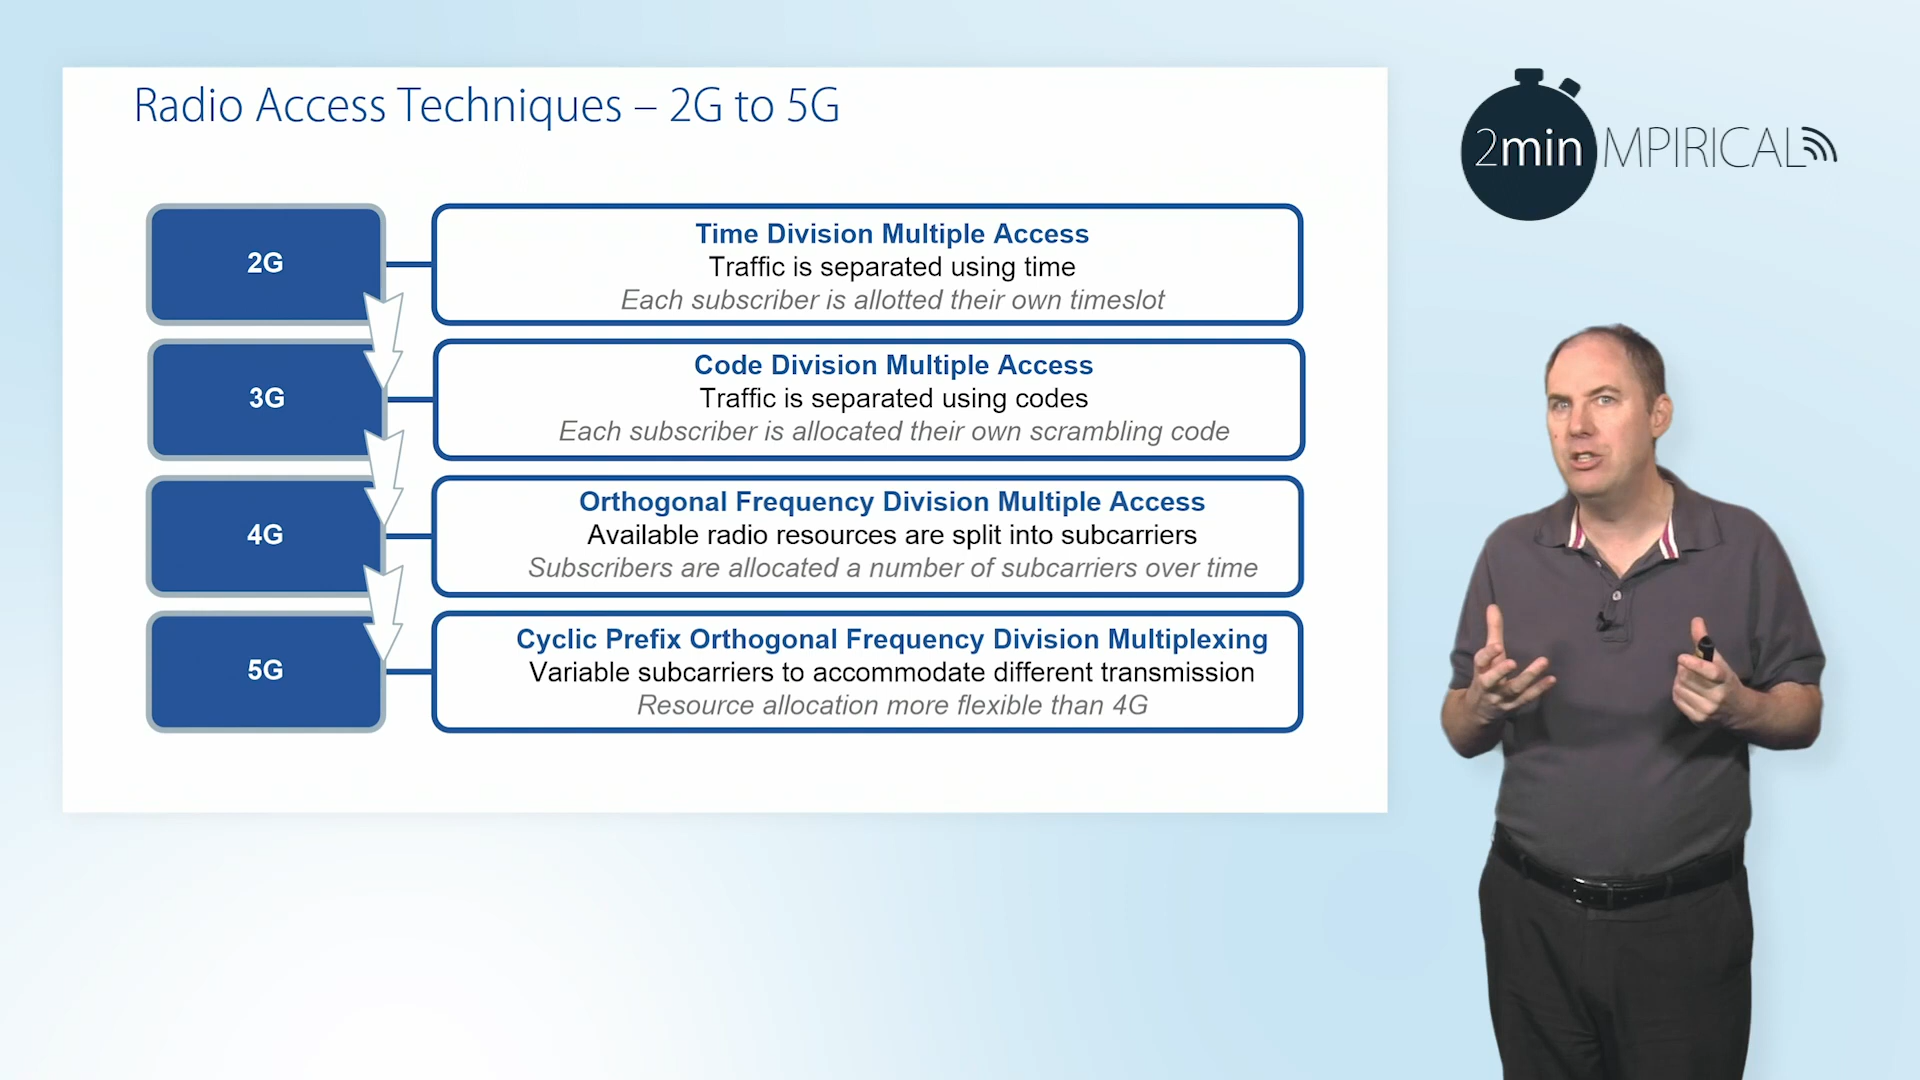 Radio Access Techniques – 2G to 5G
2min MPIRICAL
2G
Time Division Multiple Access
Traffic is separated using time
Each subscriber is allotted their own timeslot
3G
Code Division Multiple Access
Traffic is separated using codes
Each subscriber is allocated their own scrambling code
4G
Orthogonal Frequency Division Multiple Access
Available radio resources are split into subcarriers
Subscribers are allocated a number of subcarriers over time
5G
Cyclic Prefix Orthogonal Frequency Division Multiplexing
Variable subcarriers to accommodate different transmission
Resource allocation more flexible than 4G